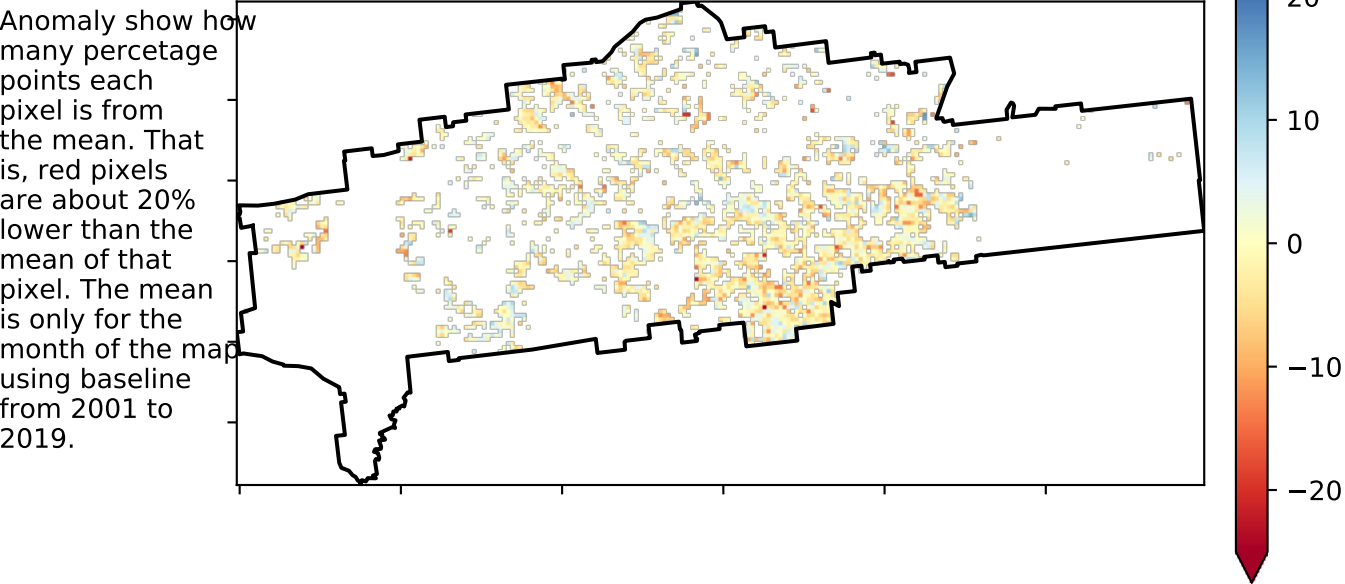 Anomaly show how
many percetage
points each
pixel is from
the mean. That
is, red pixels
are about 20%
lower than the
mean of that
pixel. The mean
is only for the
month of the map
using baseline
from 2001 to
2019.
20
10
0
−10
−20